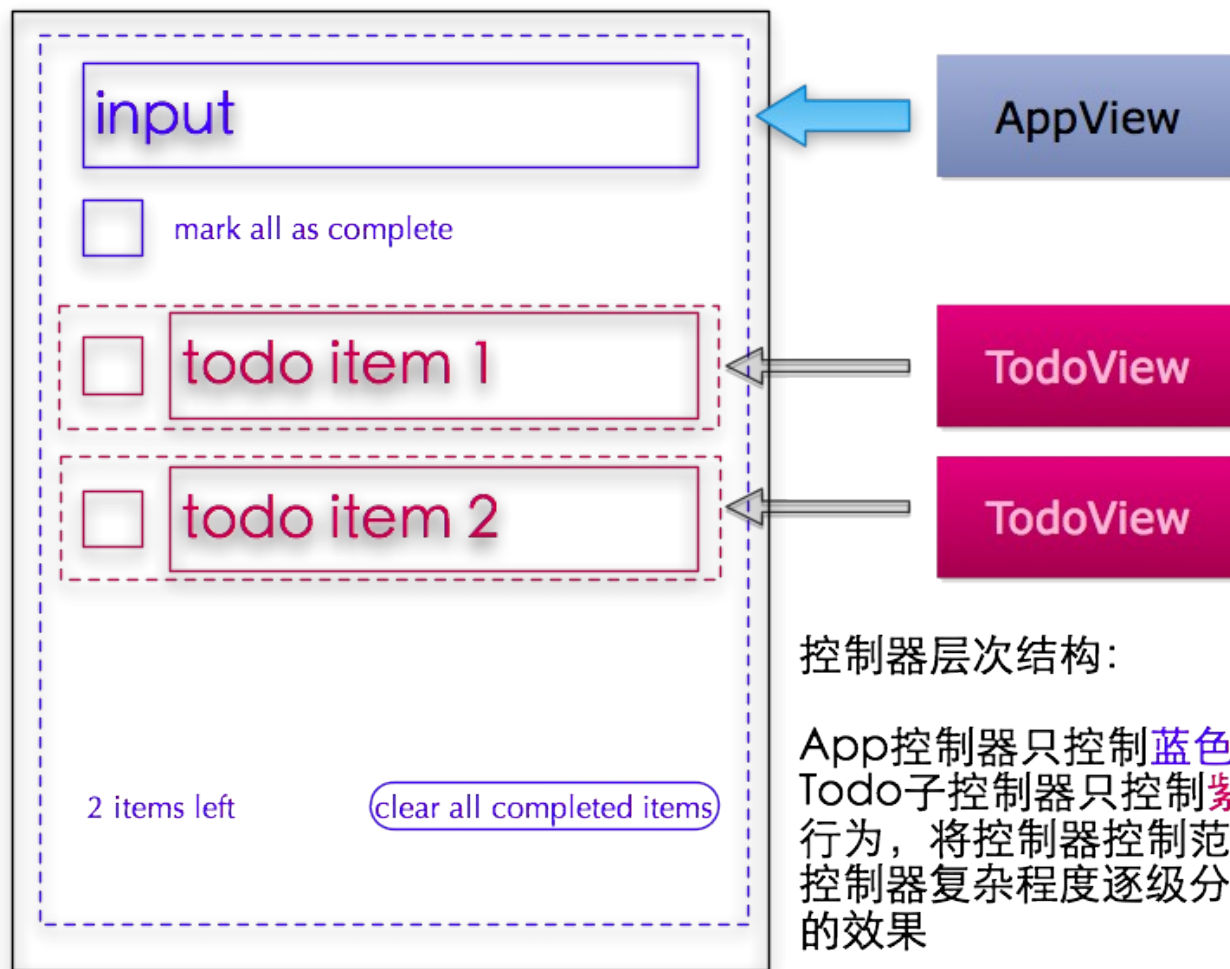 input
AppView
mark all as complete
todo item 1
TodoView
todo item 2
TodoView
控制器层次结构：
App控制器只控制蓝色
Todo子控制器只控制
行为，将控制器控制范
控制器复杂程度逐级分
的效果
2 items left
clear all completed items